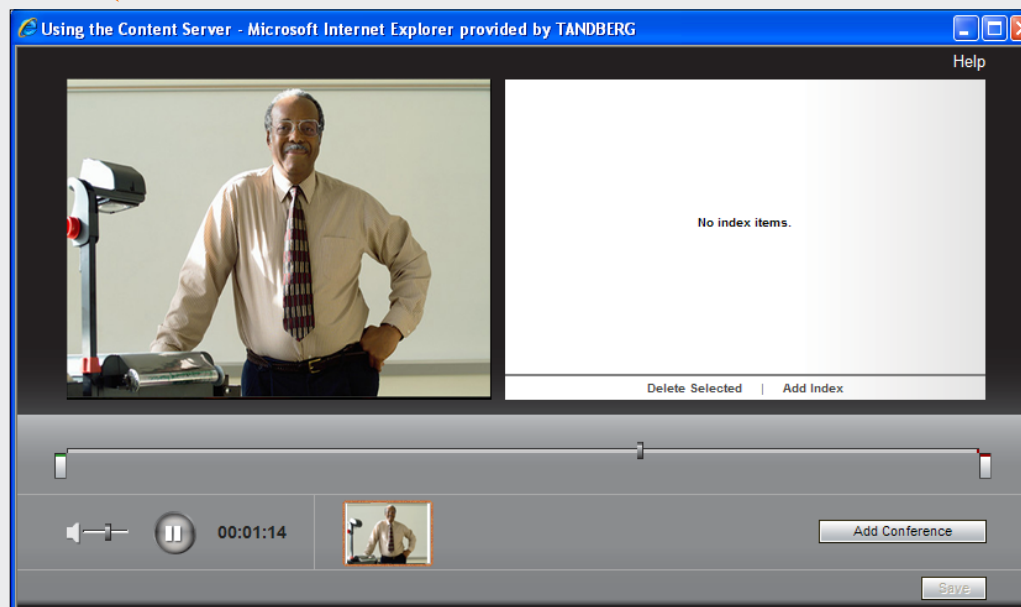 Using the Content Server - Microsoft Internet Explorer provided by TANDBERG
Help
No index items.
Delete Selected | Add Index
00:01:14
Add Conference
Save